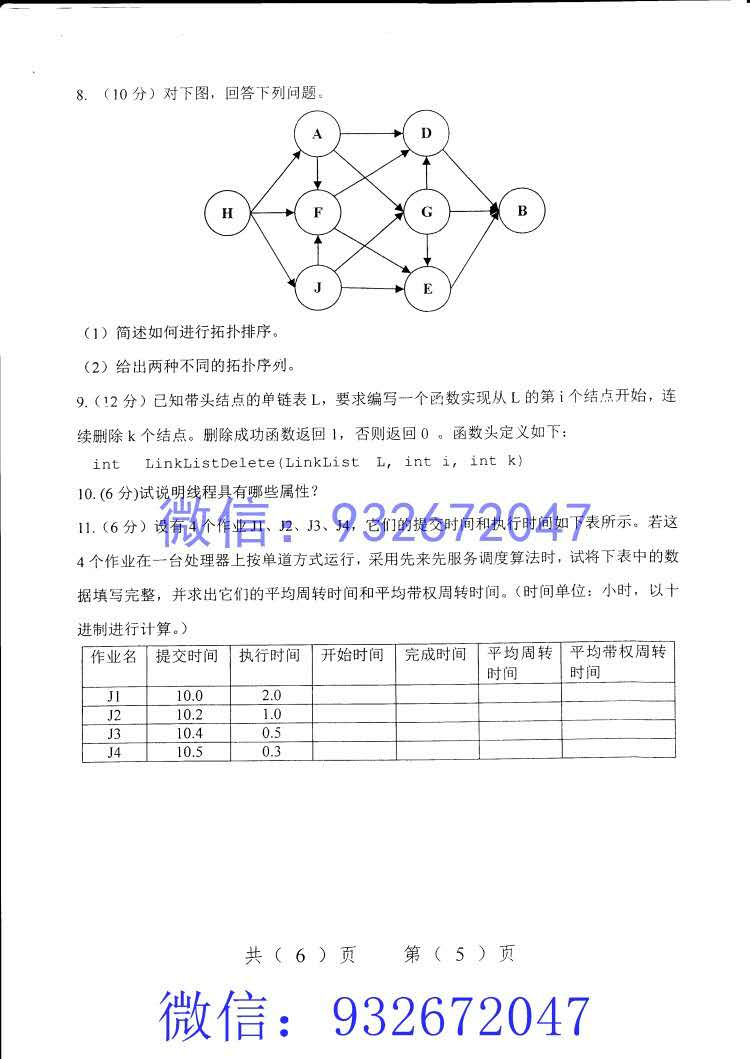 8. （10 分）对下图，回答下列问题。
A
D
H
F
G
B
J
E
（1）简述如何进行拓扑排序。
（2）给出两种不同的拓扑序列。
9.（12 分）已知带头结点的单链表 L，要求编写一个函数实现从 L 的第 i 个结点开始，连
续删除 k 个结点。删除成功函数返回 1，否则返回 0 。函数头定义如下：
int LinkListDelete(LinkList L, int i, int k)
10. (6 分)试说明线程具有哪些属性？
微信：932672047
11.（6 分）设有 4 个作业 J1、J2、J3、J4，它们的提交时间和执行时间如下表所示。若这
4 个作业在一台处理器上按单道方式运行，采用先来先服务调度算法时，试将下表中的数
据填写完整，并求出它们的平均周转时间和平均带权周转时间。（时间单位：小时，以十
进制进行计算。）
作业名 提交时间 执行时间 开始时间 完成时间 平均周转 平均带权周转
时间 时间
J1 10.0 2.0
J2 10.2 1.0
J3 10.4 0.5
J4 10.5 0.3
共（ 6 ）页 第（ 5 ）页
微信：932672047